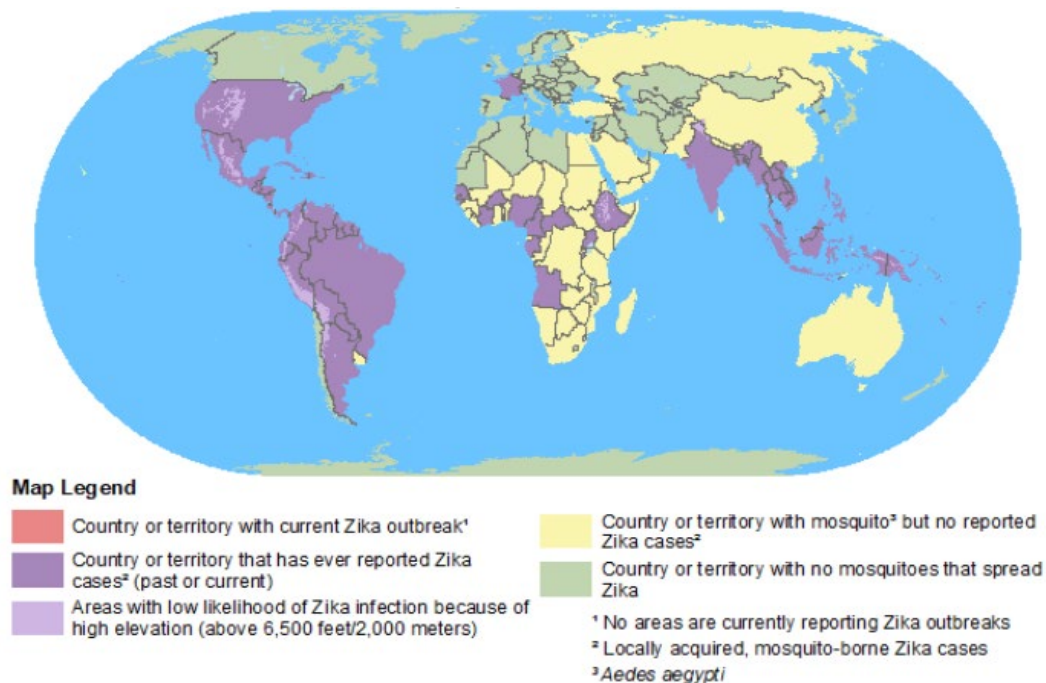 Map Legend
Country or territory with current Zika outbreak¹
Country or territory that has ever reported Zika
cases² (past or current)
Areas with low likelihood of Zika infection because of
high elevation (above 6,500 feet/2,000 meters)
Country or territory with mosquito³ but no reported
Zika cases²
Country or territory with no mosquitoes that spread
Zika
¹ No areas are currently reporting Zika outbreaks
² Locally acquired, mosquito-borne Zika cases
³ Aedes aegypti